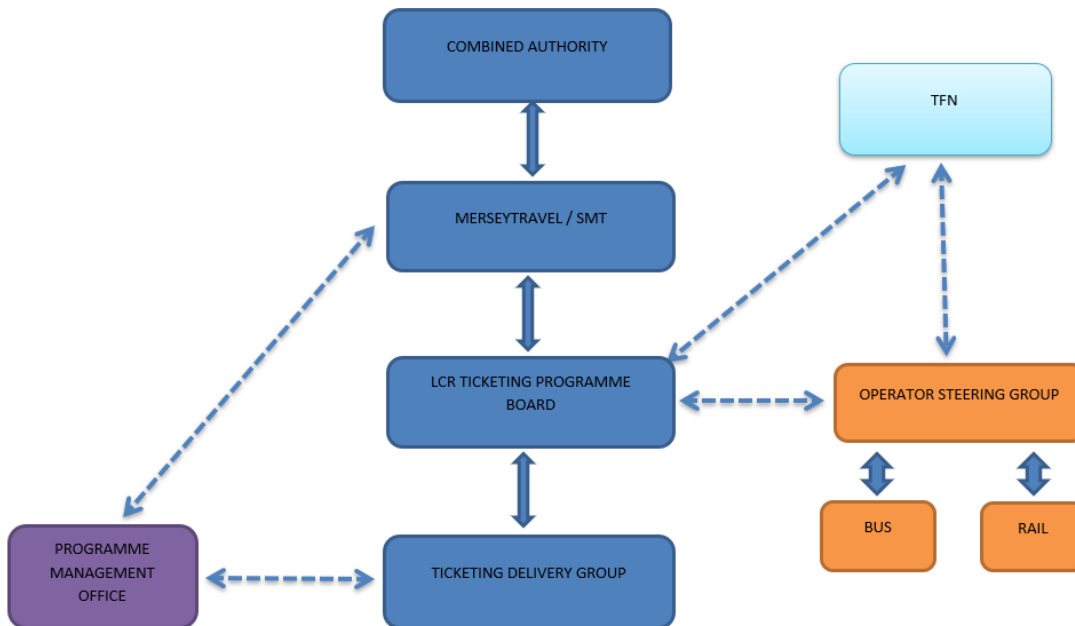 COMBINED AUTHORITY
TFN
MERSEYTRAVEL / SMT
LCR TICKETING PROGRAMME
BOARD
OPERATOR STEERING GROUP
BUS
RAIL
PROGRAMME
MANAGEMENT
OFFICE
TICKETING DELIVERY GROUP